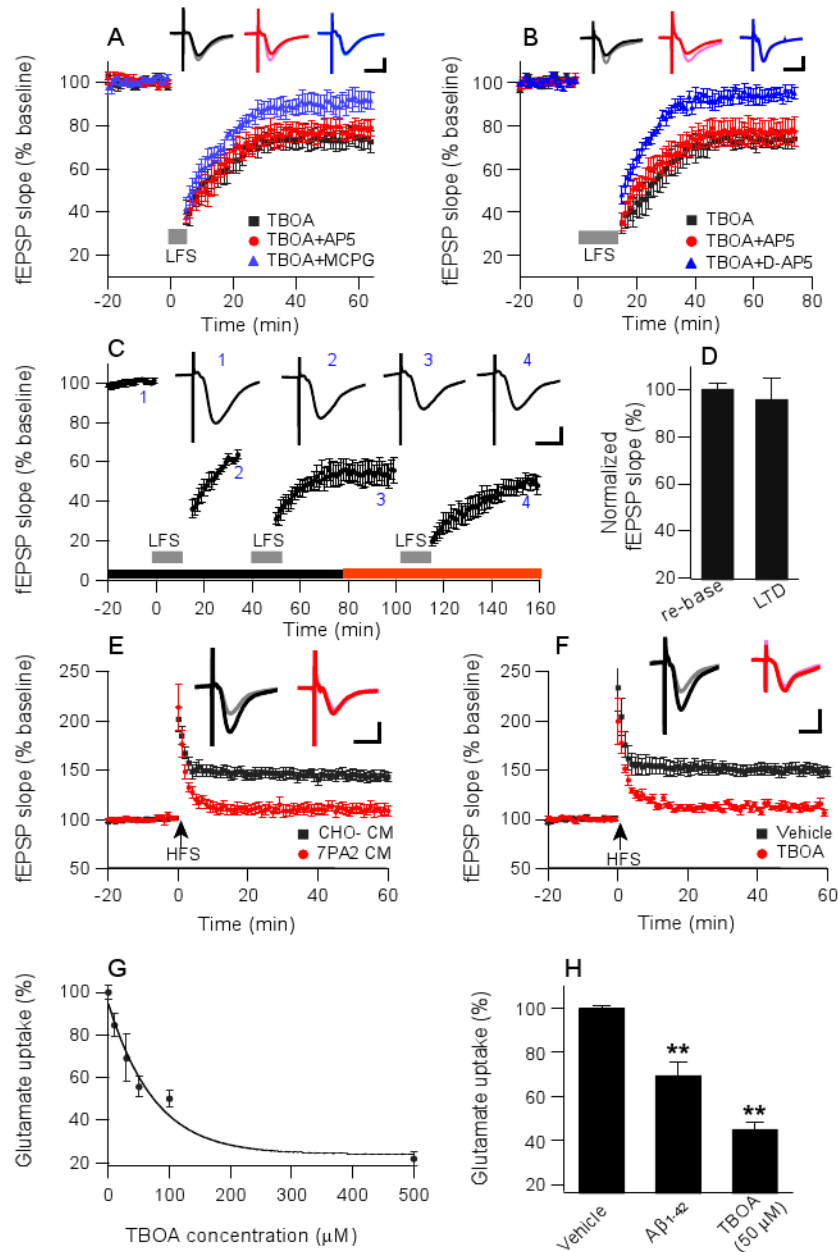 A
fEPSP slope (% baseline)
100
80
60
40
20
LFS
TBOA
TBOA+AP5
TBOA+MCPG
-20
0
20
40
60
Time (min)
B
fEPSP slope (% baseline)
100
80
60
40
20
LFS
TBOA
TBOA+AP5
TBOA+D-AP5
-20
0
20
40
60
80
Time (min)
C
fEPSP slope (% baseline)
100
80
60
40
20
0
1
2
3
4
1
2
3
4
LFS
LFS
LFS
-20
0
20
40
60
80
100
120
140
160
Time (min)
D
Normalized
fEPSP slope (%)
100
80
60
40
20
re-base
LTD
E
fEPSP slope (% baseline)
250
200
150
100
50
HFS
CHO- CM
7PA2 CM
-20
0
20
40
60
Time (min)
F
fEPSP slope (% baseline)
250
200
150
100
50
HFS
Vehicle
TBOA
-20
0
20
40
60
Time (min)
G
Glutamate uptake (%)
100
80
60
40
20
0
100
200
300
400
500
TBOA concentration (μM)
H
Glutamate uptake (%)
100
80
60
40
20
**
**
Vehicle
Aβ1-42
TBOA
(50 μM)